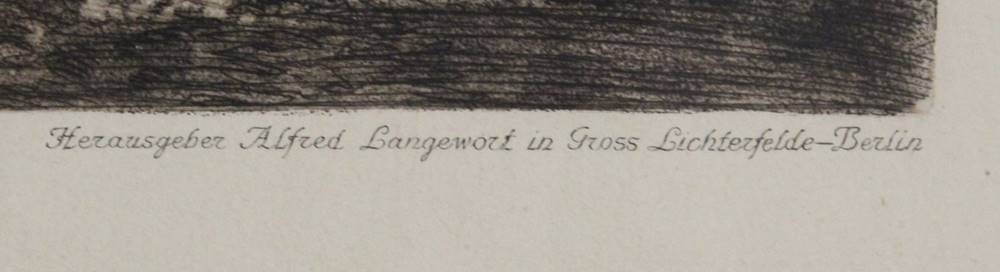 Herausgeber Alfred Langewort in Gross Lichterfelde-Berlin